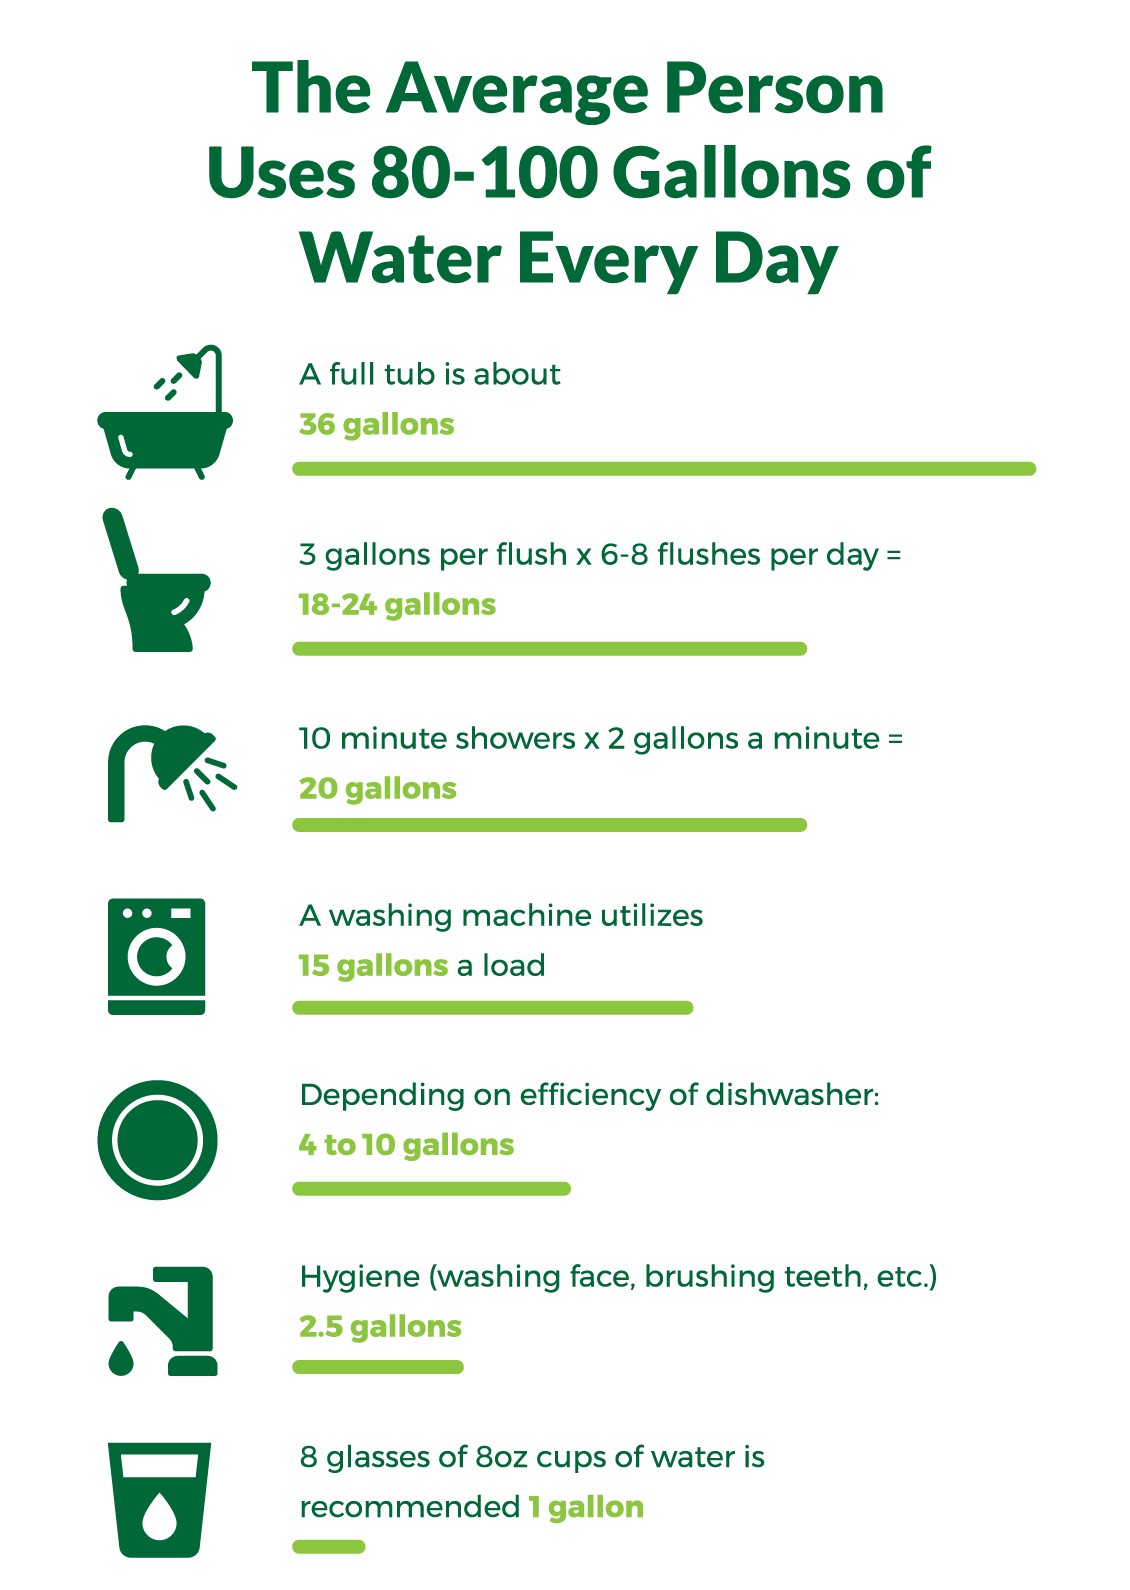 The Average Person
Uses 80-100 Gallons of
Water Every Day
A full tub is about
36 gallons
3 gallons per flush x 6-8 flushes per day =
18-24 gallons
10 minute showers x 2 gallons a minute =
20 gallons
A washing machine utilizes
15 gallons a load
Depending on efficiency of dishwasher:
4 to 10 gallons
Hygiene (washing face, brushing teeth, etc.)
2.5 gallons
8 glasses of 8oz cups of water is
recommended 1 gallon